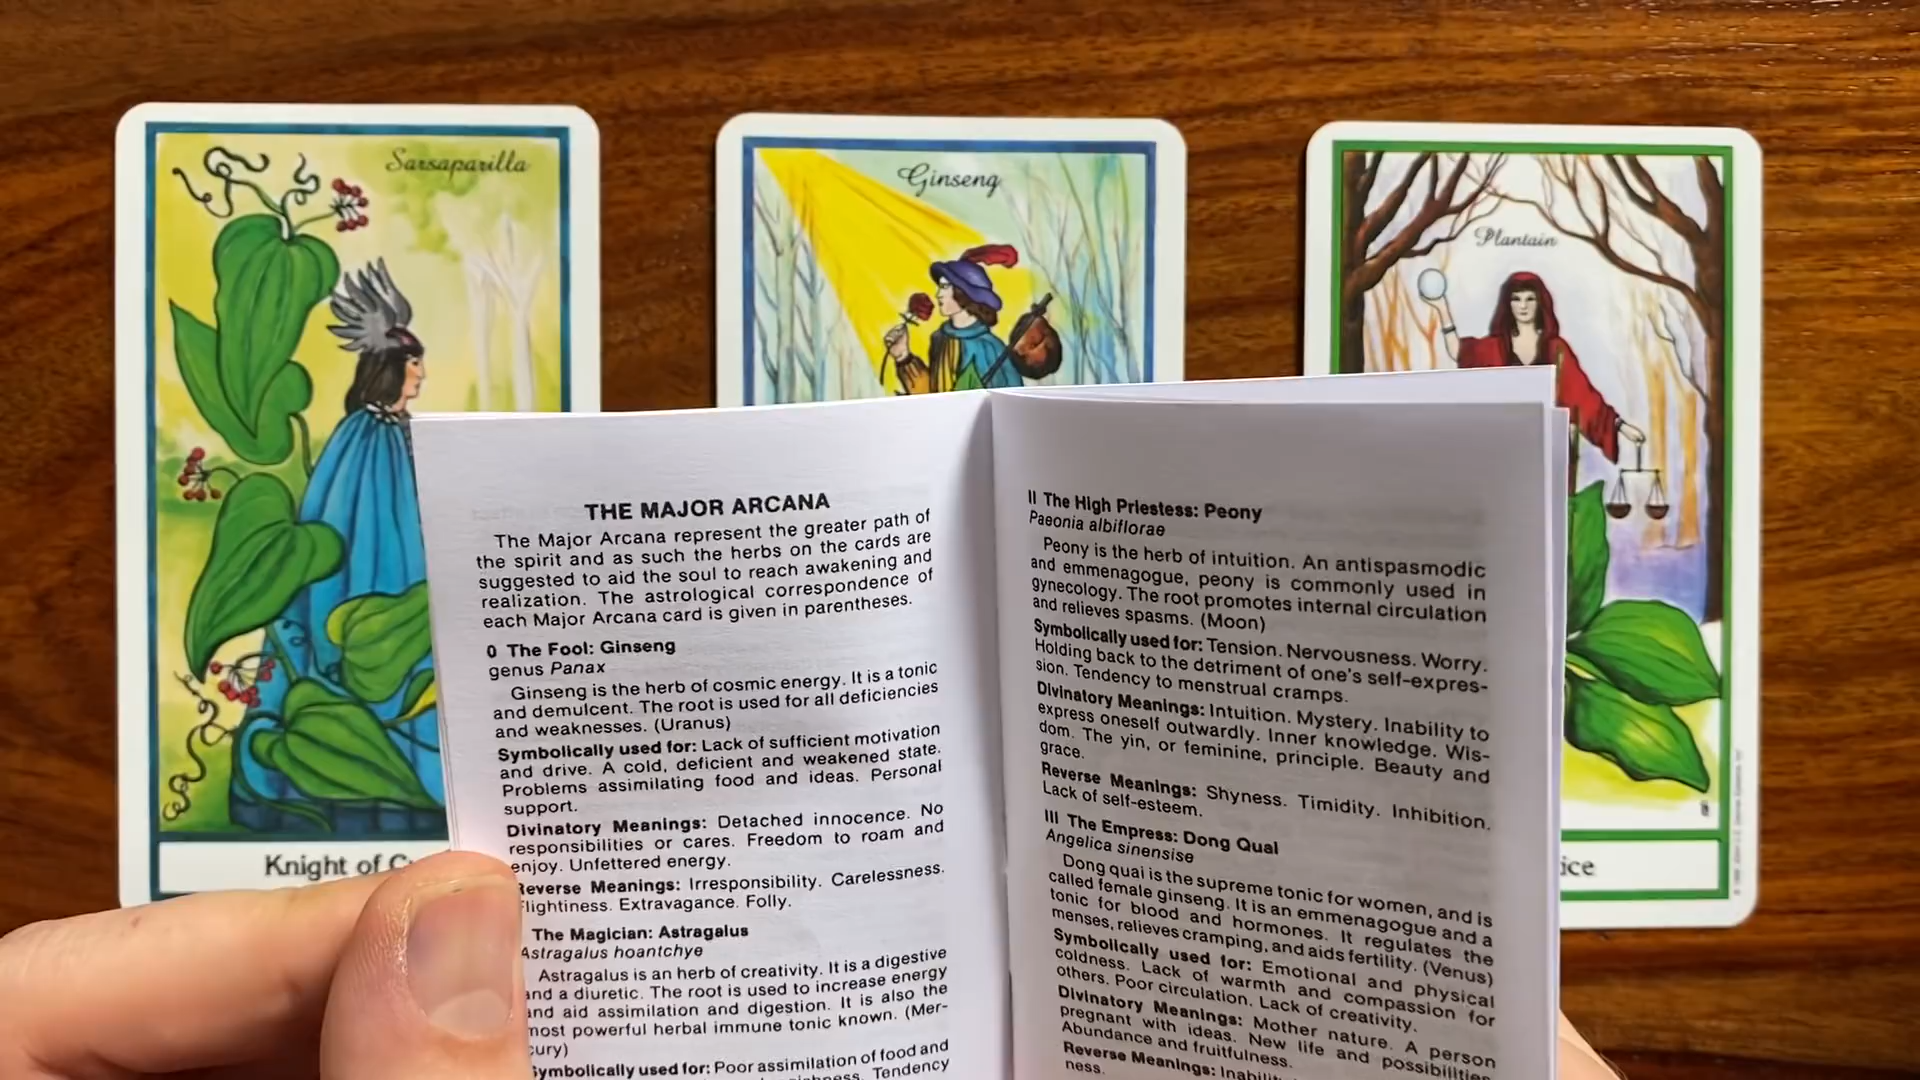 Sarsaparilla
Ginseng
Plantain
Knight of
ice
THE MAJOR ARCANA
The Major Arcana represent the greater path of
the spirit and as such the herbs on the cards are
suggested to aid the soul to reach awakening and
realization. The astrological correspondence of
each Major Arcana card is given in parentheses.
0 The Fool: Ginseng
genus Panax
Ginseng is the herb of cosmic energy. It is a tonic
and demulcent. The root is used for all deficiencies
and weaknesses. (Uranus)
Symbolically used for: Lack of sufficient motivation
and drive. A cold, deficient and weakened state.
Problems assimilating food and ideas. Personal
support.
Divinatory Meanings: Detached innocence. No
responsibilities or cares. Freedom to roam and
enjoy. Unfettered energy.
Reverse Meanings: Irresponsibility. Carelessness.
Flightiness. Extravagance. Folly.
The Magician: Astragalus
Astragalus hoantchye
Astragalus is an herb of creativity. It is a digestive
and a diuretic. The root is used to increase energy
and aid assimilation and digestion. It is also the
most powerful herbal immune tonic known. (Mer-
cury)
Symbolically used for: Poor assimilation of food and
Tendency
II The High Priestess: Peony
Paeonia albiflorae
Peony is the herb of intuition. An antispasmodic
and emmenagogue, peony is commonly used in
gynecology. The root promotes internal circulation
and relieves spasms. (Moon)
Symbolically used for: Tension. Nervousness. Worry.
Holding back to the detriment of one's self-expres-
sion. Tendency to menstrual cramps.
Divinatory Meanings: Intuition. Mystery. Inability to
express oneself outwardly. Inner knowledge. Wis-
dom. The yin, or feminine, principle. Beauty and
grace.
Reverse Meanings: Shyness. Timidity. Inhibition.
Lack of self-esteem.
III The Empress: Dong Quai
Angelica sinensise
Dong quai is the supreme tonic for women, and is
called female ginseng. It is an emmenagogue and a
tonic for blood and hormones. It regulates the
menses, relieves cramping, and aids fertility. (Venus)
Symbolically used for: Emotional and physical
coldness. Lack of warmth and compassion for
others. Poor circulation. Lack of creativity.
Divinatory Meanings: Mother nature. A person
pregnant with ideas. New life and possibilities
Abundance and fruitfulness.
Reverse Meanings:
ness.